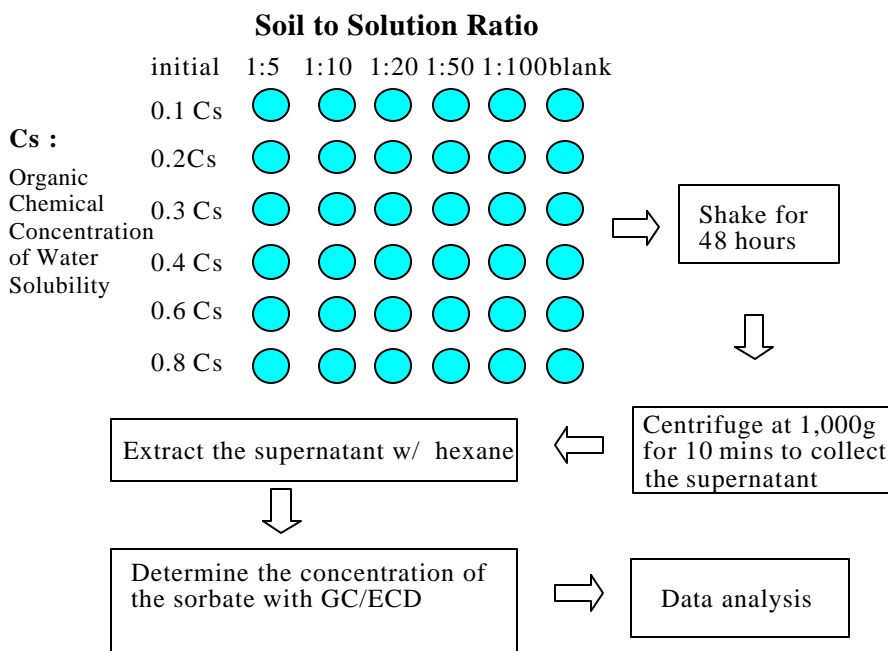 Soil to Solution Ratio
initial 1:5 1:10 1:20 1:50 1:100blank
0.1 Cs
0.2Cs
0.3 Cs
0.4 Cs
0.6 Cs
0.8 Cs
Cs :
Organic
Chemical
Concentration
of Water
Solubility
Shake for
48 hours
Centrifuge at 1,000g
for 10 mins to collect
the supernatant
Extract the supernatant w/ hexane
Determine the concentration of
the sorbate with GC/ECD
Data analysis